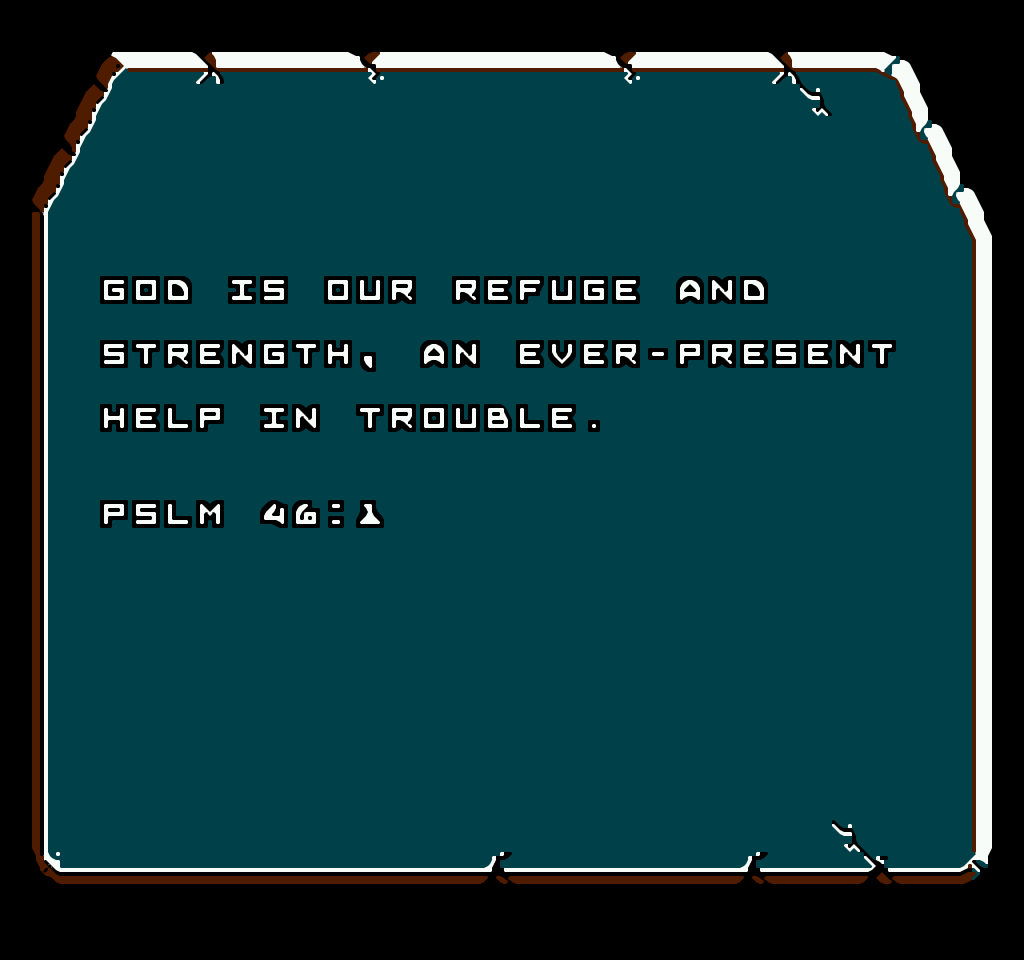 GOD IS OUR REFUGE AND
STRENGTH, AN EVER-PRESENT
HELP IN TROUBLE.
PSLM 46:1